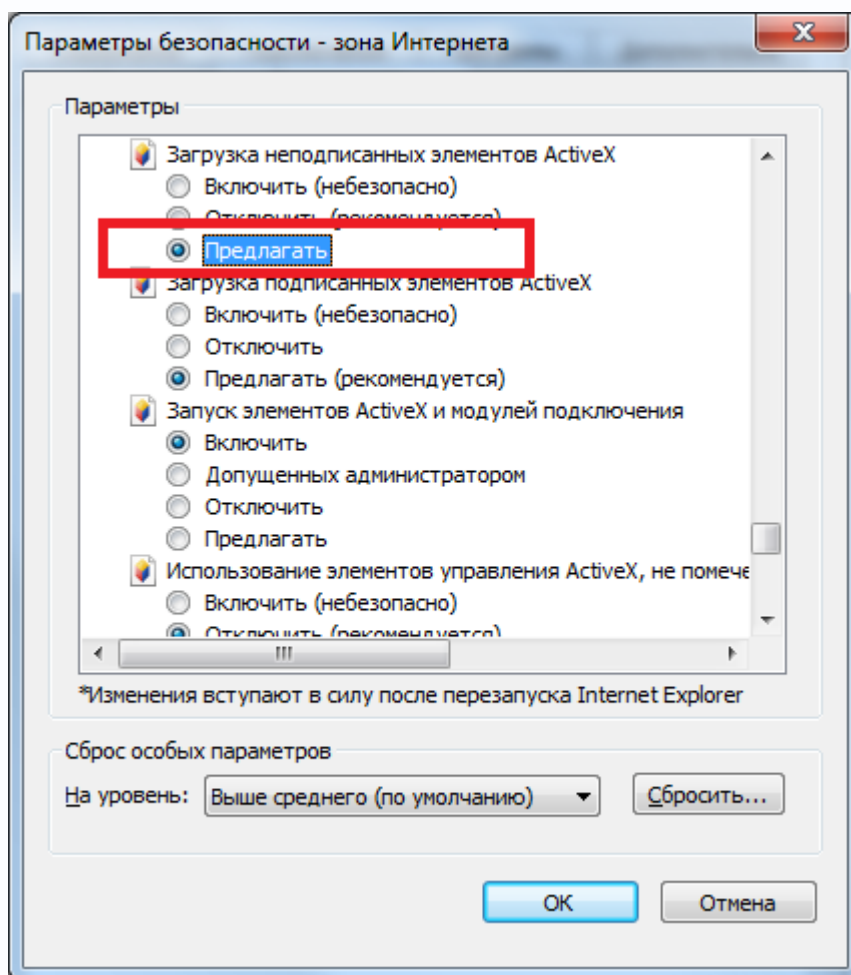 Параметры безопасности - зона Интернета
Параметры
Загрузка неподписанных элементов ActiveX
Включить (небезопасно)
Отключить (рекомендуется)
Предлагать
Загрузка подписанных элементов ActiveX
Включить (небезопасно)
Отключить
Предлагать (рекомендуется)
Запуск элементов ActiveX и модулей подключения
Включить
Допущенных администратором
Отключить
Предлагать
Использование элементов управления ActiveX, не помече
Включить (небезопасно)
Отключить (рекомендуется)
*Изменения вступают в силу после перезапуска Internet Explorer
Сброс особых параметров
На уровень: Выше среднего (по умолчанию) Сбросить...
ОК Отмена